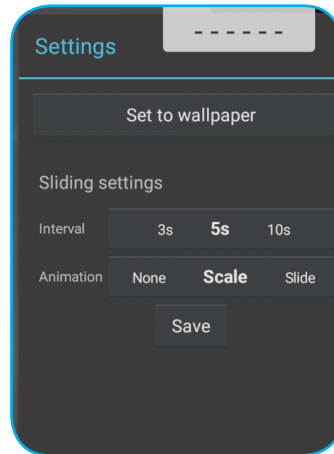 Settings
Set to wallpaper
Sliding settings
Interval 3s 5s 10s
Animation None Scale Slide
Save